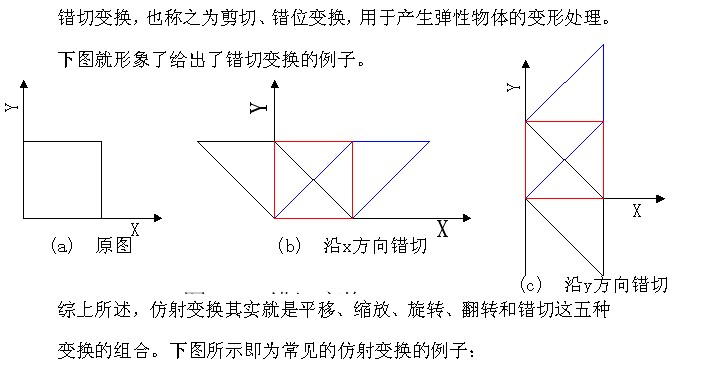 错切变换，也称之为剪切、错位变换，用于产生弹性物体的变形处理。
下图就形象了给出了错切变换的例子。
Y
X
(a) 原图
Y
X
(b) 沿x方向错切
Y
X
(c) 沿y方向错切
综上所述，仿射变换其实就是平移、缩放、旋转、翻转和错切这五种
变换的组合。下图所示即为常见的仿射变换的例子：